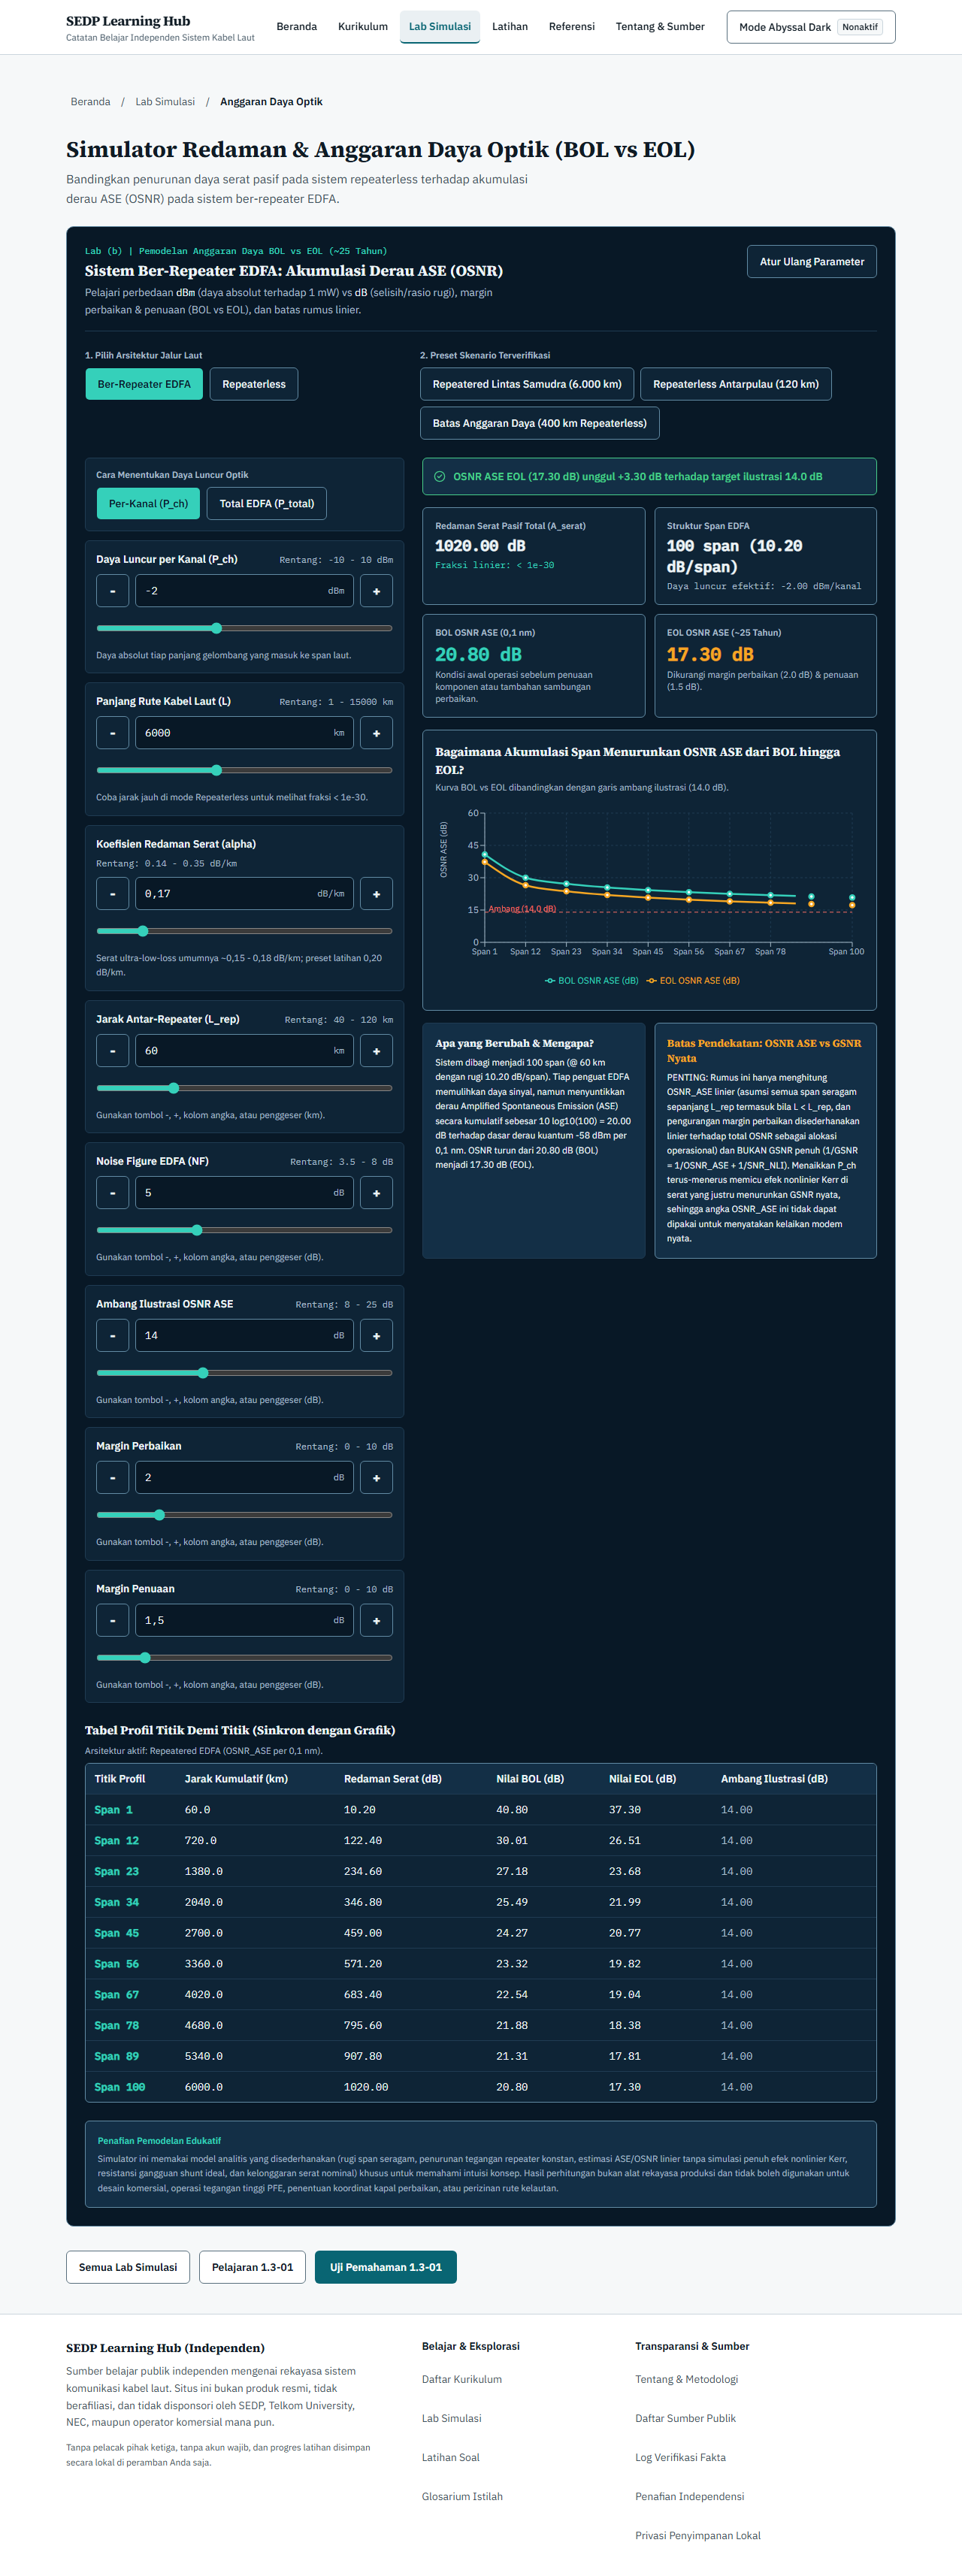 SEDP Learning Hub
Catatan Belajar Independen Sistem Kabel Laut
Beranda
Kurikulum
Lab Simulasi
Latihan
Referensi
Tentang & Sumber
Mode Abyssal Dark Nonaktif
Beranda / Lab Simulasi / Anggaran Daya Optik
Simulator Redaman & Anggaran Daya Optik (BOL vs EOL)
Bandingkan penurunan daya serat pasif pada sistem repeaterless terhadap akumulasi
derau ASE (OSNR) pada sistem ber-repeater EDFA.
Lab (b) | Pemodelan Anggaran Daya BOL vs EOL (~25 Tahun)
Sistem Ber-Repeater EDFA: Akumulasi Derau ASE (OSNR)
Pelajari perbedaan dBm (daya absolut terhadap 1 mW) vs dB (selisih/rasio rugi), margin
perbaikan & penuaan (BOL vs EOL), dan batas rumus linier.
Atur Ulang Parameter
1. Pilih Arsitektur Jalur Laut
Ber-Repeater EDFA
Repeaterless
2. Preset Skenario Terverifikasi
Repeatered Lintas Samudra (6.000 km)
Repeaterless Antarpulau (120 km)
Batas Anggaran Daya (400 km Repeaterless)
Cara Menentukan Daya Luncur Optik
Per-Kanal (P_ch)
Total EDFA (P_total)
Daya Luncur per Kanal (P_ch)
Rentang: -10 - 10 dBm
-
-2
dBm
+
Daya absolut tiap panjang gelombang yang masuk ke span laut.
Panjang Rute Kabel Laut (L)
Rentang: 1 - 15000 km
-
6000
km
+
Coba jarak jauh di mode Repeaterless untuk melihat fraksi < 1e-30.
Koefisien Redaman Serat (alpha)
Rentang: 0.14 - 0.35 dB/km
-
0,17
dB/km
+
Serat ultra-low-loss umumnya ~0,15 - 0,18 dB/km; preset latihan 0,20
dB/km.
Jarak Antar-Repeater (L_rep)
Rentang: 40 - 120 km
-
60
km
+
Gunakan tombol -, +, kolom angka, atau penggeser (km).
Noise Figure EDFA (NF)
Rentang: 3.5 - 8 dB
-
5
dB
+
Gunakan tombol -, +, kolom angka, atau penggeser (dB).
Ambang Ilustrasi OSNR ASE
Rentang: 8 - 25 dB
-
14
dB
+
Gunakan tombol -, +, kolom angka, atau penggeser (dB).
Margin Perbaikan
Rentang: 0 - 10 dB
-
2
dB
+
Gunakan tombol -, +, kolom angka, atau penggeser (dB).
Margin Penuaan
Rentang: 0 - 10 dB
-
1,5
dB
+
Gunakan tombol -, +, kolom angka, atau penggeser (dB).
OSNR ASE EOL (17.30 dB) unggul +3.30 dB terhadap target ilustrasi 14.0 dB
Redaman Serat Pasif Total (A_serat)
1020.00 dB
Fraksi linier: < 1e-30
Struktur Span EDFA
100 span (10.20
dB/span)
Daya luncur efektif: -2.00 dBm/kanal
BOL OSNR ASE (0,1 nm)
20.80 dB
Kondisi awal operasi sebelum penuaan
komponen atau tambahan sambungan
perbaikan.
EOL OSNR ASE (~25 Tahun)
17.30 dB
Dikurangi margin perbaikan (2.0 dB) & penuaan
(1.5 dB).
Bagaimana Akumulasi Span Menurunkan OSNR ASE dari BOL hingga
EOL?
Kurva BOL vs EOL dibandingkan dengan garis ambang ilustrasi (14.0 dB).
OSNR ASE (dB)
60
45
30
15
0
Ambang (14.0 dB)
Span 1
Span 12
Span 23
Span 34
Span 45
Span 56
Span 67
Span 78
Span 100
BOL OSNR ASE (dB)
EOL OSNR ASE (dB)
Apa yang Berubah & Mengapa?
Sistem dibagi menjadi 100 span (@ 60 km
dengan rugi 10.20 dB/span). Tiap penguat EDFA
memulihkan daya sinyal, namun menyuntikkan
derau Amplified Spontaneous Emission (ASE)
secara kumulatif sebesar 10 log10(100) = 20.00
dB terhadap dasar derau kuantum -58 dBm per
0,1 nm. OSNR turun dari 20.80 dB (BOL)
menjadi 17.30 dB (EOL).
Batas Pendekatan: OSNR ASE vs GSNR
Nyata
PENTING: Rumus ini hanya menghitung
OSNR_ASE linier (asumsi semua span seragam
sepanjang L_rep termasuk bila L < L_rep, dan
pengurangan margin perbaikan disederhanakan
linier terhadap total OSNR sebagai alokasi
operasional) dan BUKAN GSNR penuh (1/GSNR
= 1/OSNR_ASE + 1/SNR_NLI). Menaikkan P_ch
terus-menerus memicu efek nonlinier Kerr di
serat yang justru menurunkan GSNR nyata,
sehingga angka OSNR_ASE ini tidak dapat
dipakai untuk menyatakan kelaikan modem
nyata.
Tabel Profil Titik Demi Titik (Sinkron dengan Grafik)
Arsitektur aktif: Repeatered EDFA (OSNR_ASE per 0,1 nm).
Titik Profil Jarak Kumulatif (km) Redaman Serat (dB) Nilai BOL (dB) Nilai EOL (dB) Ambang Ilustrasi (dB)
Span 1 60.0 10.20 40.80 37.30 14.00
Span 12 720.0 122.40 30.01 26.51 14.00
Span 23 1380.0 234.60 27.18 23.68 14.00
Span 34 2040.0 346.80 25.49 21.99 14.00
Span 45 2700.0 459.00 24.27 20.77 14.00
Span 56 3360.0 571.20 23.32 19.82 14.00
Span 67 4020.0 683.40 22.54 19.04 14.00
Span 78 4680.0 795.60 21.88 18.38 14.00
Span 89 5340.0 907.80 21.31 17.81 14.00
Span 100 6000.0 1020.00 20.80 17.30 14.00
Penafian Pemodelan Edukatif
Simulator ini memakai model analitis yang disederhanakan (rugi span seragam, penurunan tegangan repeater konstan, estimasi ASE/OSNR linier tanpa simulasi penuh efek nonlinier Kerr,
resistansi gangguan shunt ideal, dan kelonggaran serat nominal) khusus untuk memahami intuisi konsep. Hasil perhitungan bukan alat rekayasa produksi dan tidak boleh digunakan untuk
desain komersial, operasi tegangan tinggi PFE, penentuan koordinat kapal perbaikan, atau perizinan rute kelautan.
Semua Lab Simulasi
Pelajaran 1.3-01
Uji Pemahaman 1.3-01
SEDP Learning Hub (Independen)
Sumber belajar publik independen mengenai rekayasa sistem
komunikasi kabel laut. Situs ini bukan produk resmi, tidak
berafiliasi, dan tidak disponsori oleh SEDP, Telkom University,
NEC, maupun operator komersial mana pun.
Tanpa pelacak pihak ketiga, tanpa akun wajib, dan progres latihan disimpan
secara lokal di peramban Anda saja.
Belajar & Eksplorasi
Daftar Kurikulum
Lab Simulasi
Latihan Soal
Glosarium Istilah
Transparansi & Sumber
Tentang & Metodologi
Daftar Sumber Publik
Log Verifikasi Fakta
Penafian Independensi
Privasi Penyimpanan Lokal